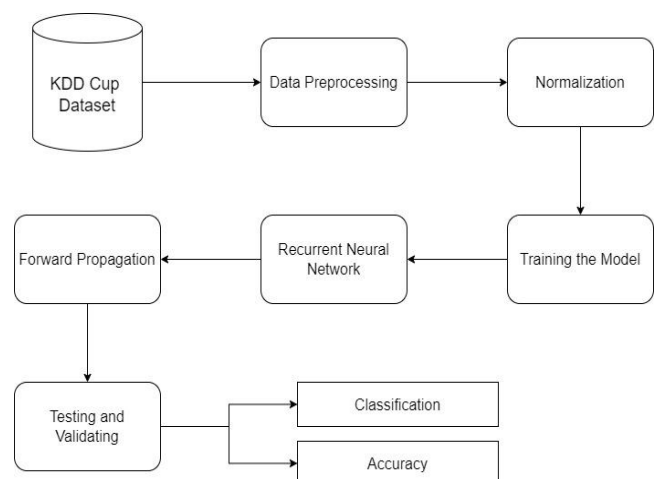 KDD Cup
Dataset
Data Preprocessing
Normalization
Forward Propagation
Recurrent Neural
Network
Training the Model
Testing and
Validating
Classification
Accuracy